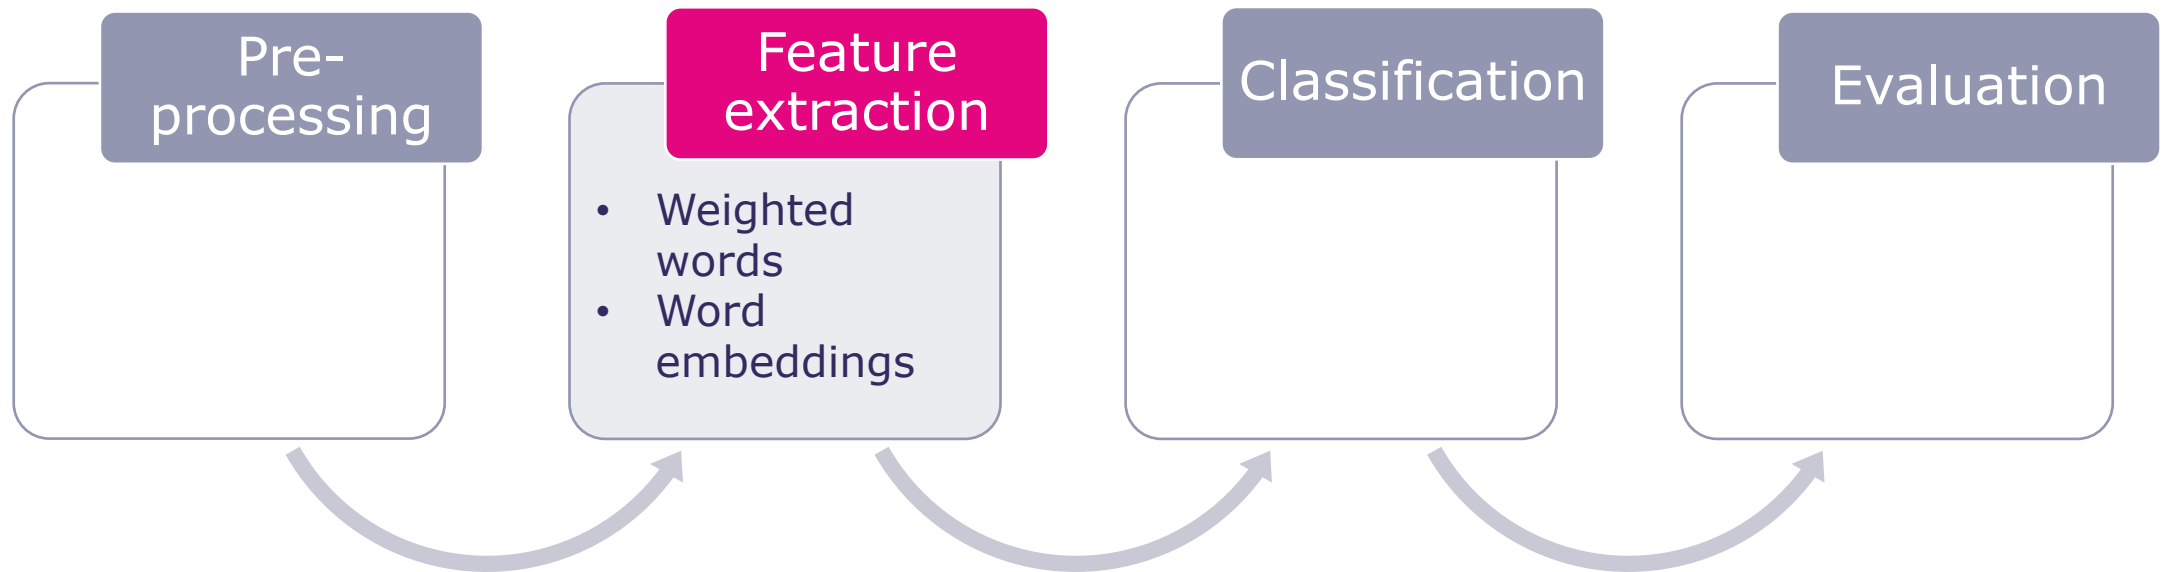 Pre-
processing
Feature
extraction
• Weighted
words
• Word
embeddings
Classification
Evaluation